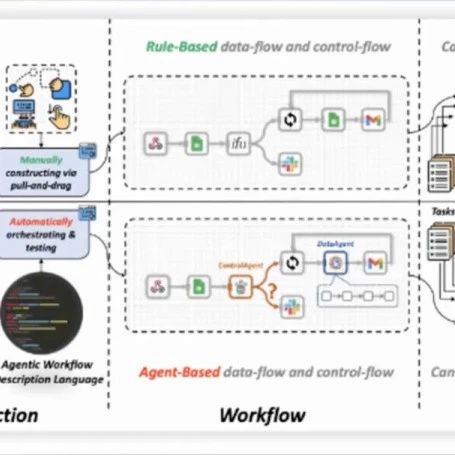 Rule-Based data-flow and control-flow
Ca
Manually
constructing via
pull-and-drag
Automatically
orchestrating &
testing
Tasks
DataAgent
ControlAgent
?
Agentic Workflow
Description Language
Agent-Based data-flow and control-flow
Can
ction
Workflow